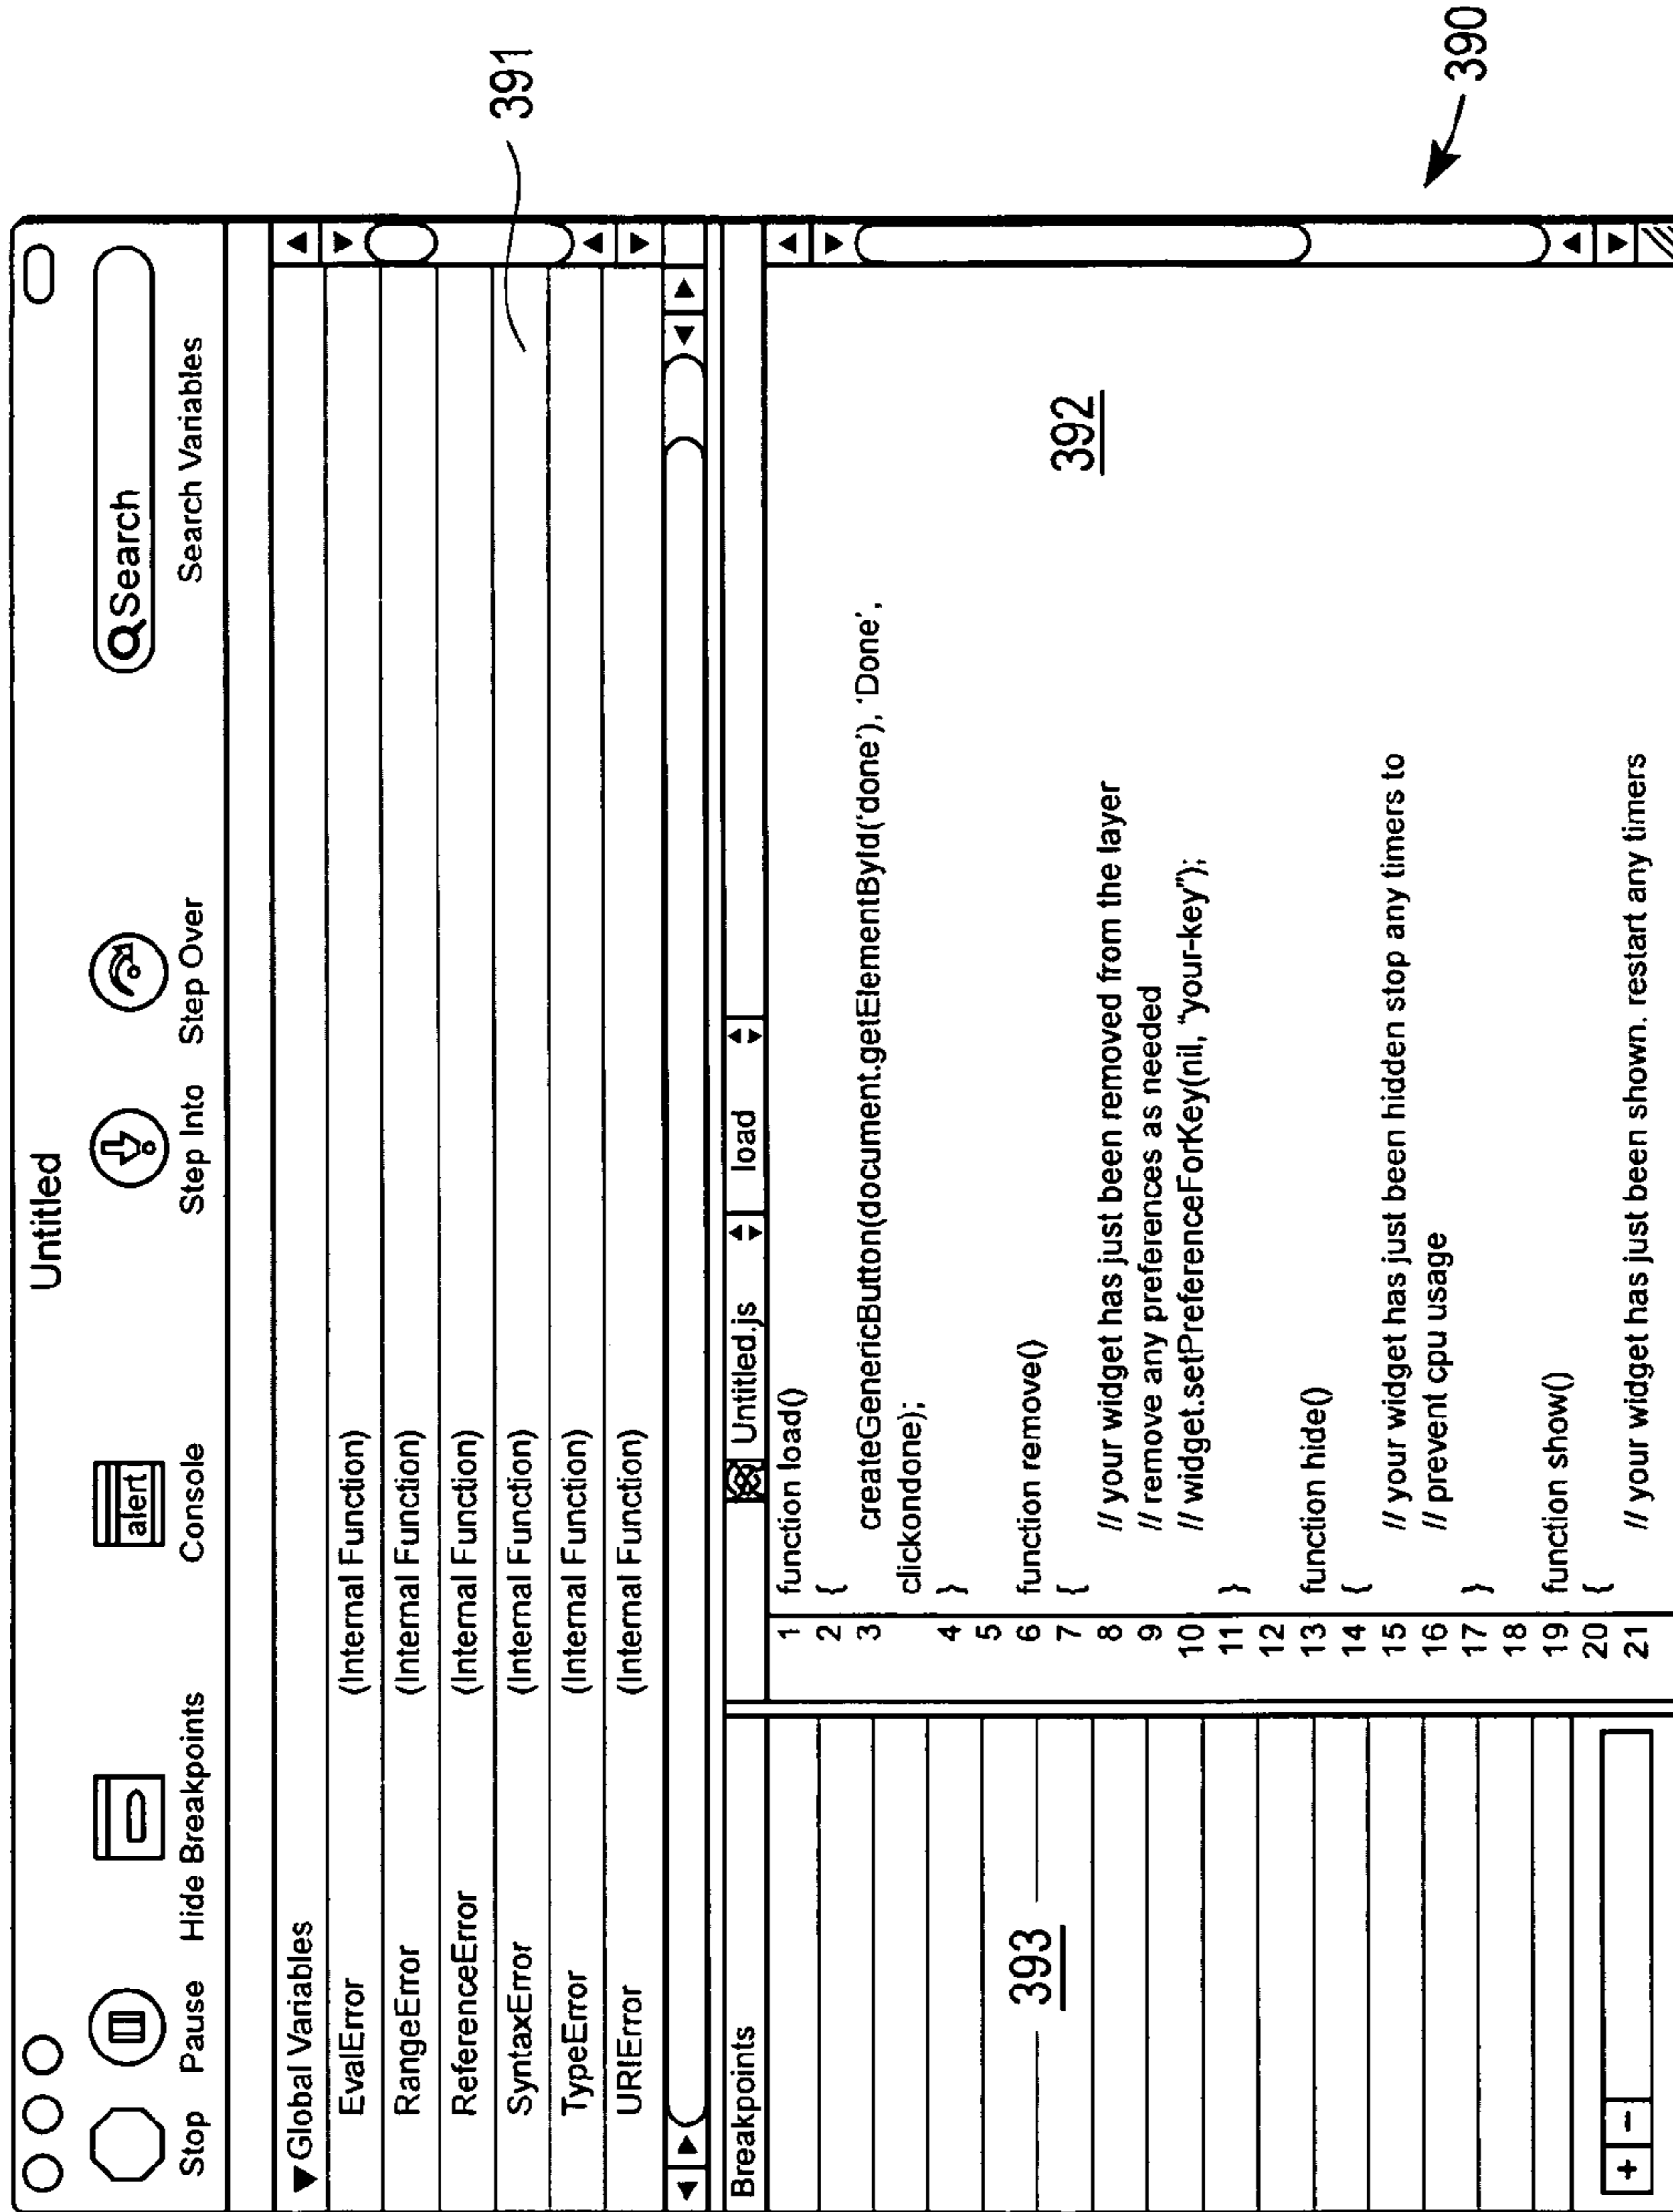 Untitled
Search
Stop Pause Hide Breakpoints Console Step Into Step Over Search Variables
alert
▼Global Variables
EvalError (Internal Function)
RangeError (Internal Function)
ReferenceError (Internal Function)
SyntaxError (Internal Function)
TypeError (Internal Function)
URIError (Internal Function)
391
Breakpoints
Untitled.js load
1 function load()
2 {
3 createGenericButton(document.getElementById('done'), 'Done',
clickondone);
4 }
5
6 function remove()
7 {
8 // your widget has just been removed from the layer
9 // remove any preferences as needed
10 // widget.setPreferenceForKey(nil, "your-key");
11 }
12
13 function hide()
14 {
15 // your widget has just been hidden stop any timers to
16 // prevent cpu usage
17 }
18
19 function show()
20 {
21 // your widget has just been shown. restart any timers
392
393
+ −
390